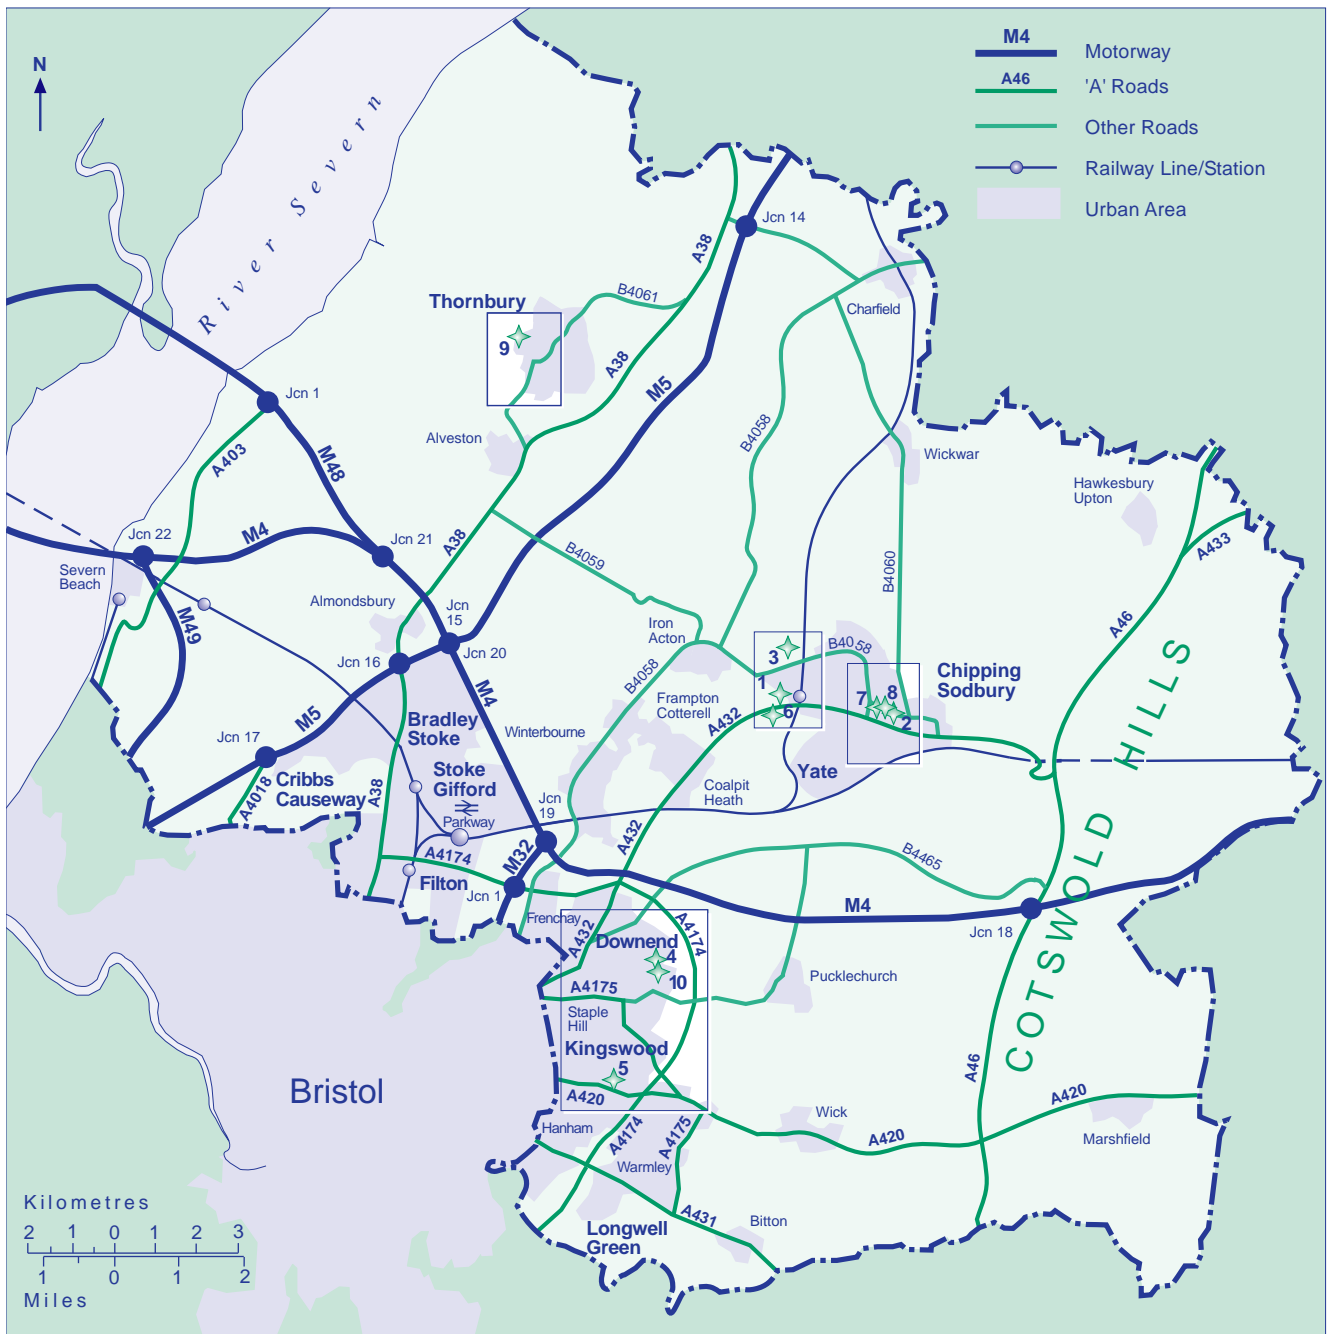 M4
Motorway
A46
'A' Roads
Other Roads
Railway Line/Station
Urban Area
N
River Severn
Jcn 14
A38
Charfield
B4061
Thornbury
9
A38
M5
Jcn 1
B4058
Alveston
A403
M48
Wickwar
Hawkesbury
Upton
Jcn 22
M4
Jcn 21
A38
B4059
A433
Severn
Beach
B4060
Almondsbury
Jcn
15
M49
A46
Iron
Acton
Jcn 16
Jcn 20
B4058
3
B4058
Chipping
Sodbury
M4
1
7
8
2
Frampton
Cotterell
6
A432
M5
Bradley
Stoke
Winterbourne
Jcn 17
Stoke
Gifford
Yate
Cribbs
Causeway
A38
A4018
Coalpit
Heath
Jcn
19
Parkway
A432
M32
A4174
B4465
COTSWOLD HILLS
Filton
Jcn 1
M4
Jcn 18
Frenchay
A432
A4174
Downend
4
10
Pucklechurch
A4175
Staple
Hill
Kingswood
5
A46
A420
A420
Bristol
Wick
A420
Marshfield
Hanham
A4174
A4175
Warmley
A431
Bitton
Longwell
Green
Kilometres
2 1 0 1 2 3
1 0 1 2
Miles